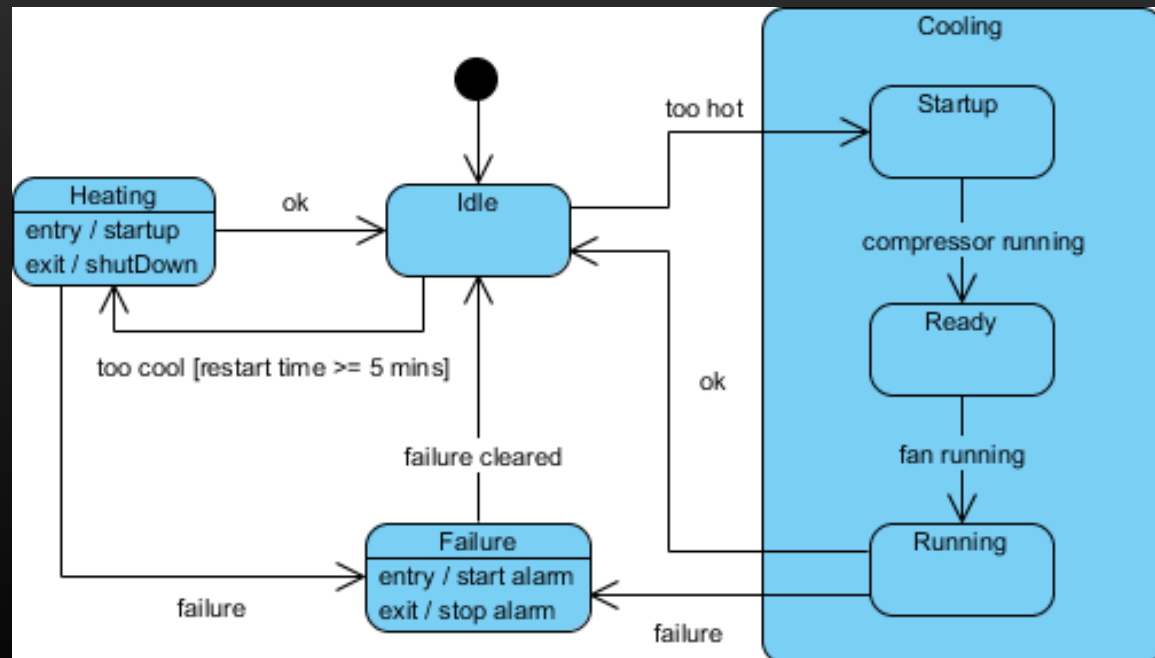 Cooling
Startup
too hot
Heating
entry / startup
exit / shutDown
ok
Idle
compressor running
Ready
too cool [restart time >= 5 mins]
ok
failure cleared
fan running
Failure
entry / start alarm
exit / stop alarm
Running
failure
failure